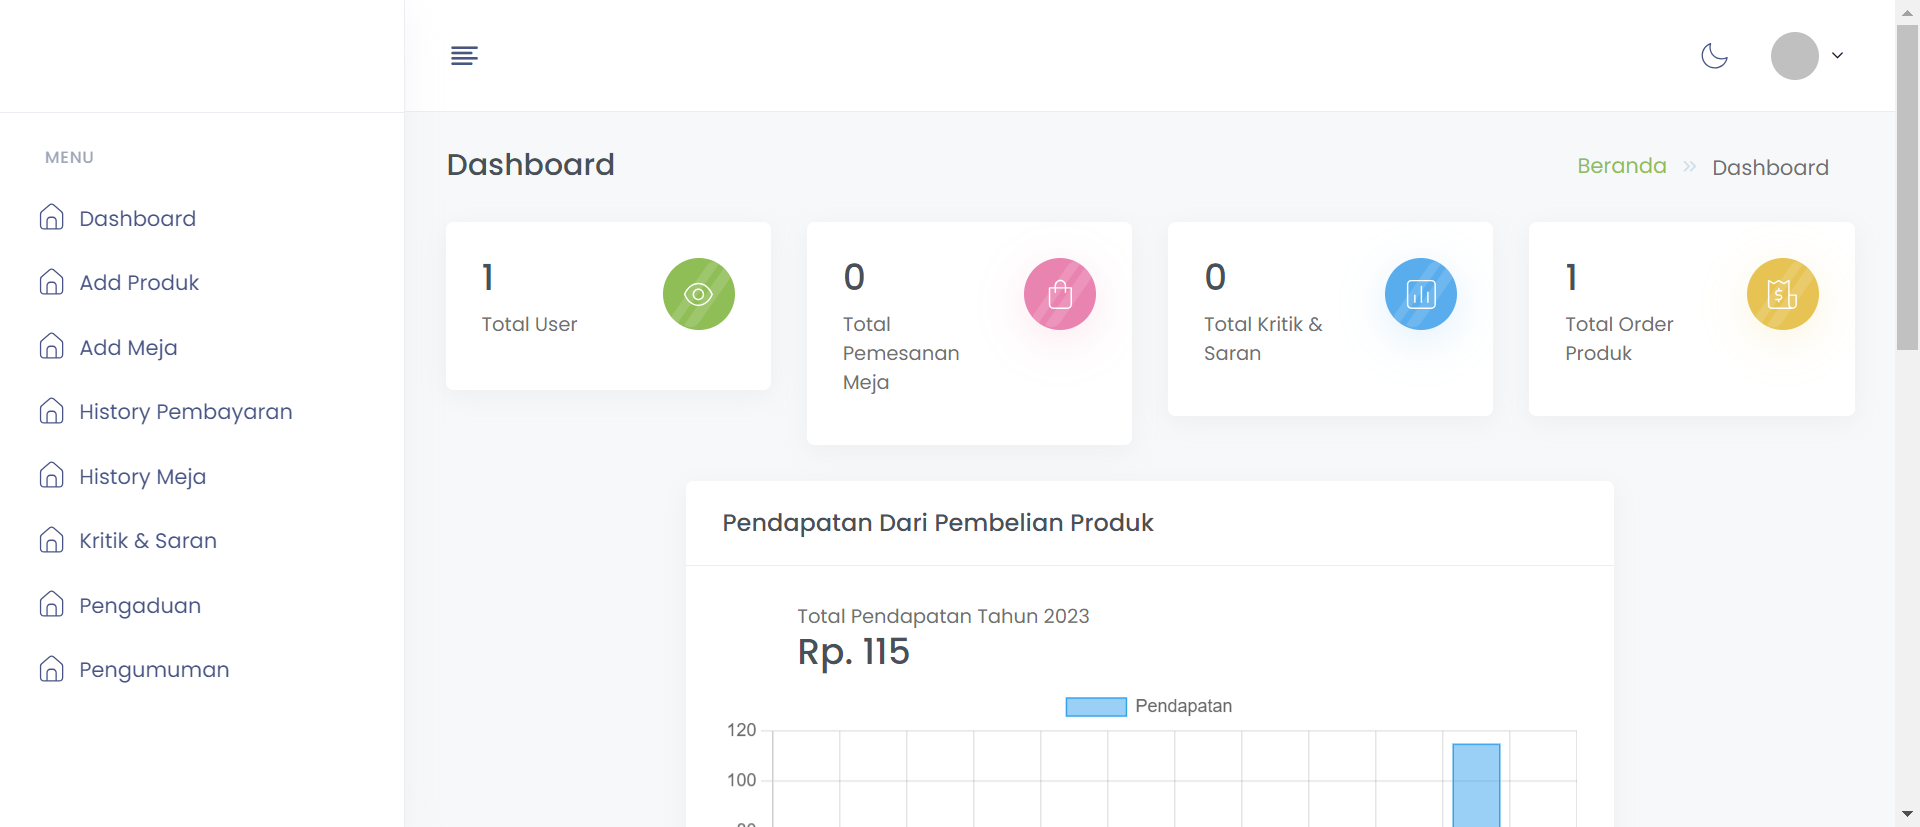 MENU
Dashboard
Add Produk
Add Meja
History Pembayaran
History Meja
Kritik & Saran
Pengaduan
Pengumuman
Dashboard
Beranda » Dashboard
1
Total User
0
Total
Pemesanan
Meja
0
Total Kritik &
Saran
1
Total Order
Produk
Pendapatan Dari Pembelian Produk
Total Pendapatan Tahun 2023
Rp. 115
Pendapatan
120
100